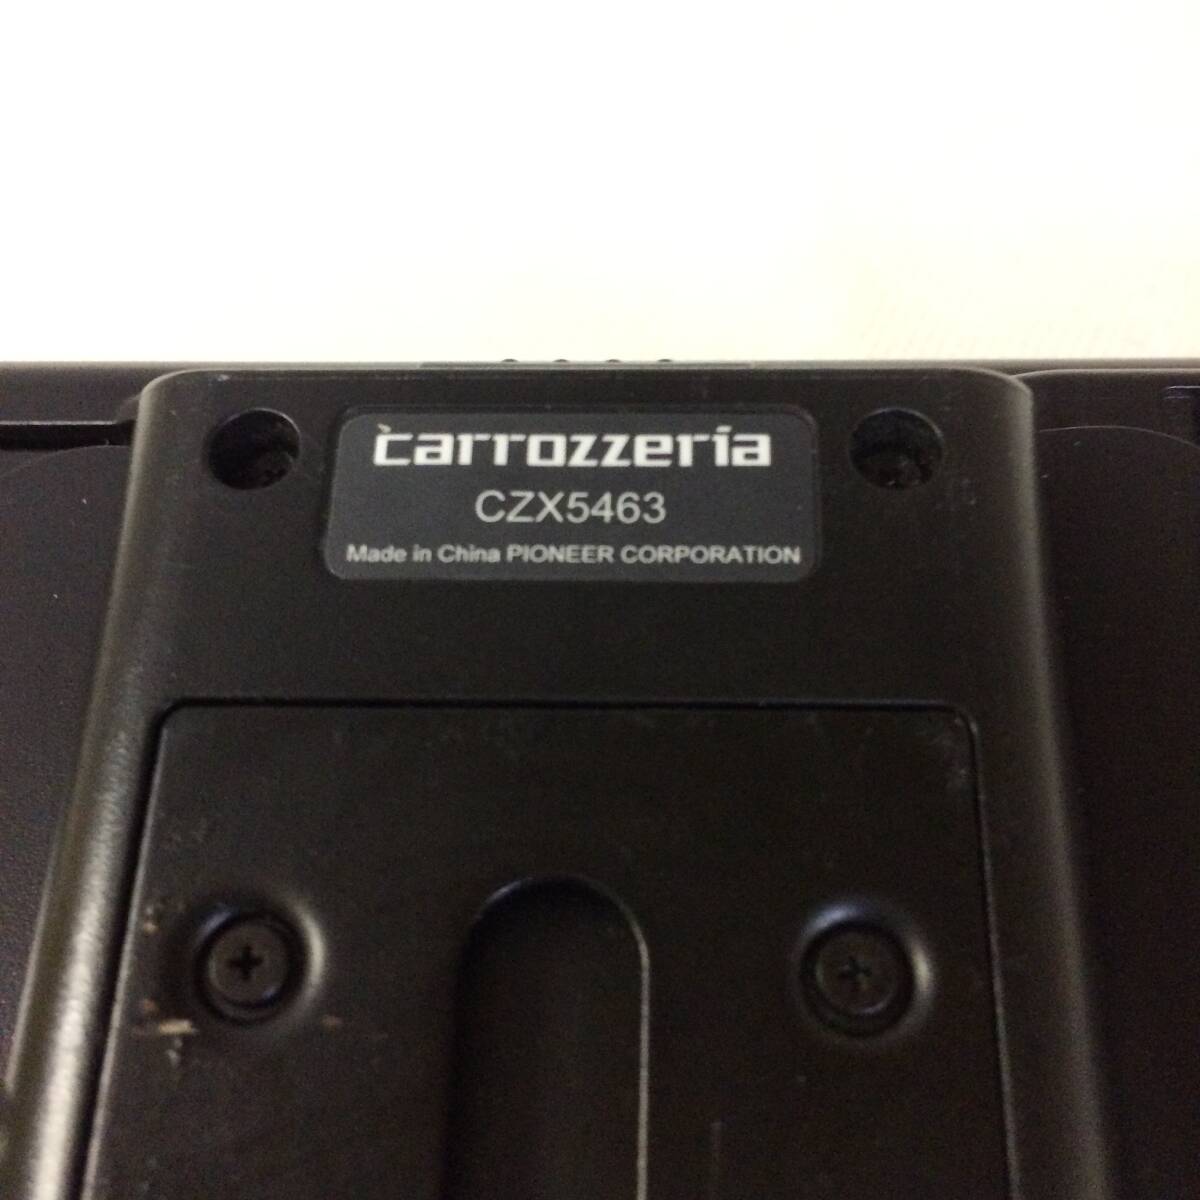 carrozzeria
CZX5463
Made in China PIONEER CORPORATION